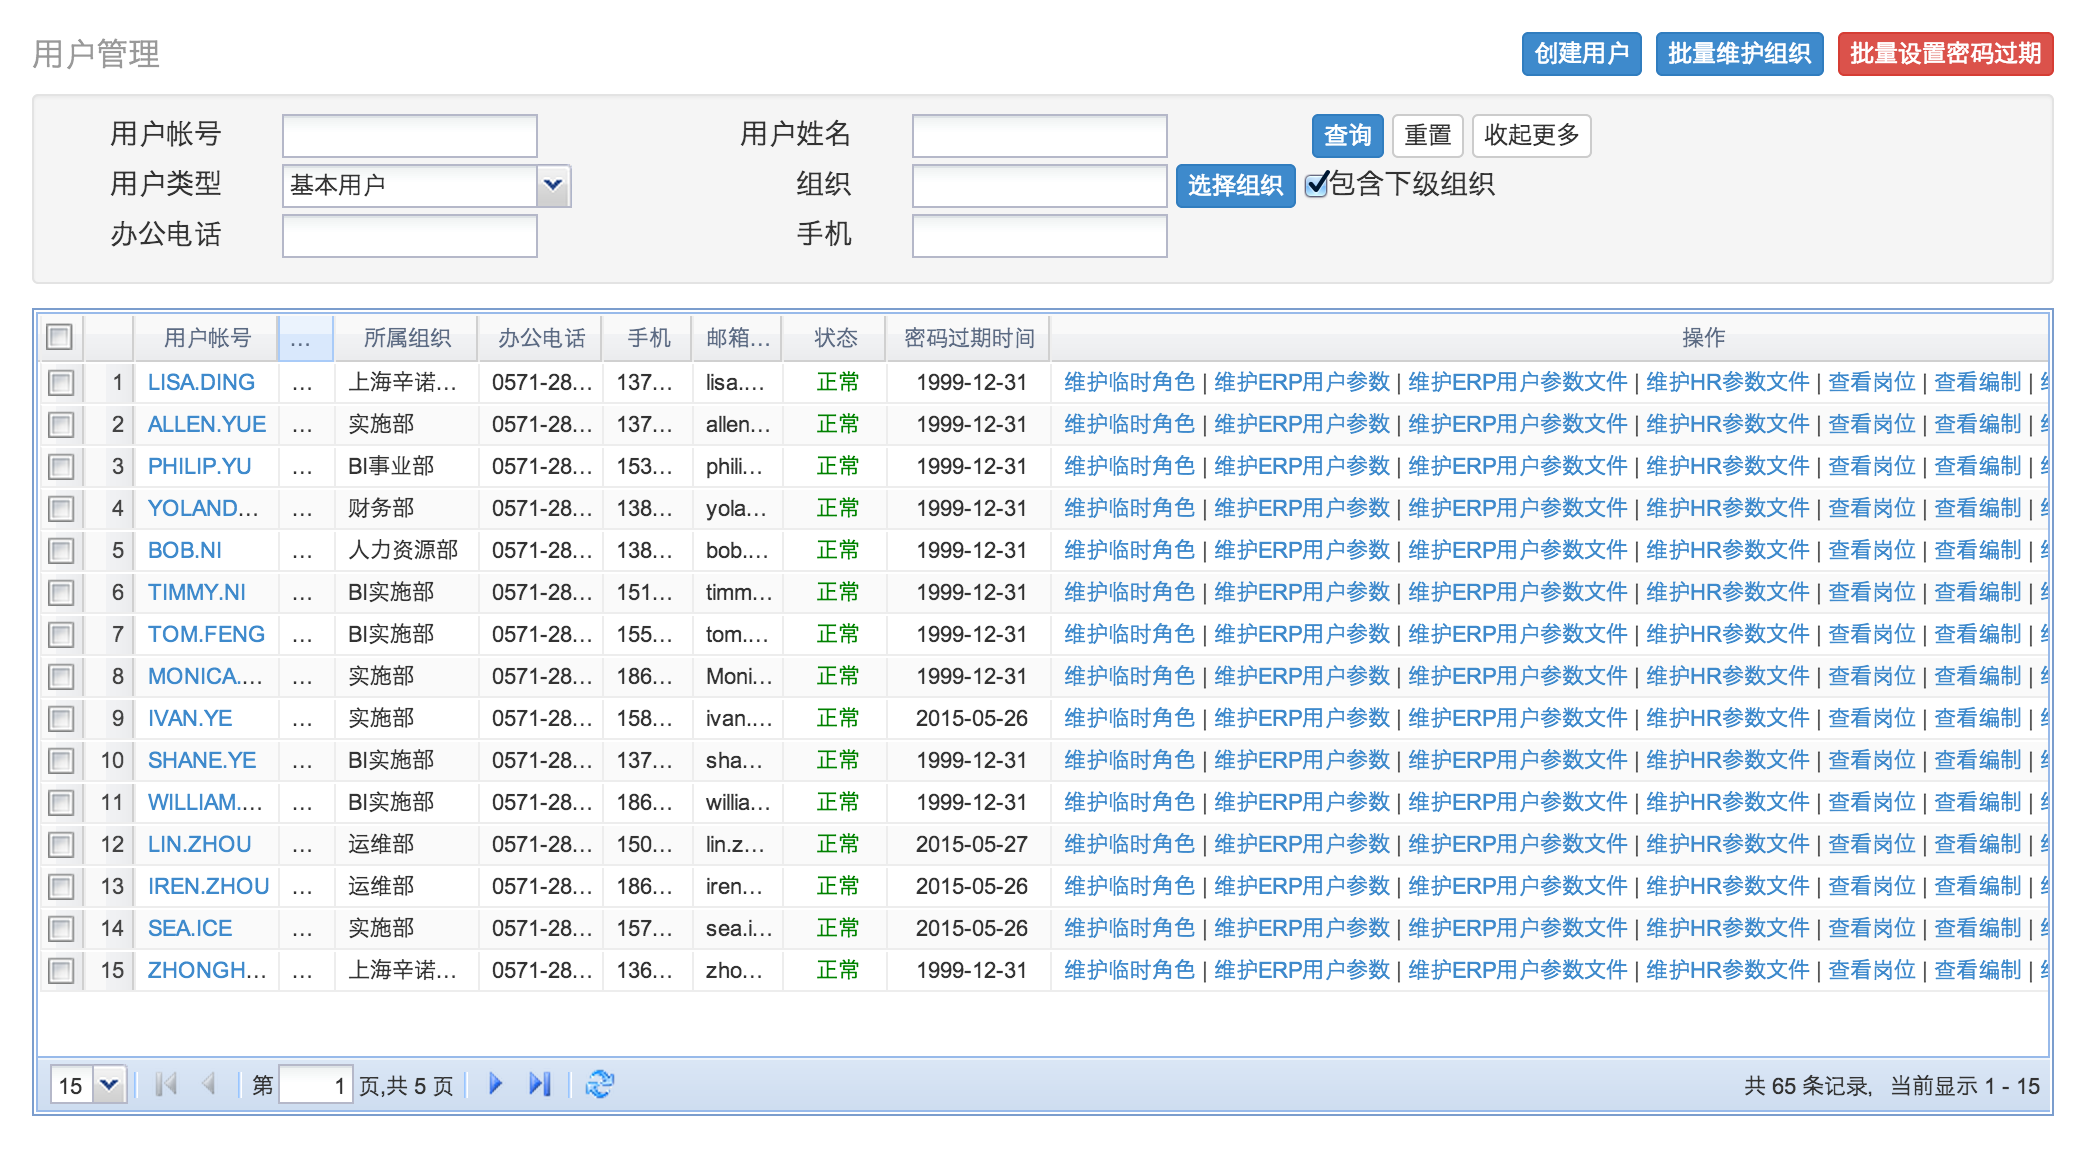 用户管理 创建用户 批量维护组织 批量设置密码过期
用户帐号 用户姓名 查询 重置 收起更多
用户类型 基本用户 组织 选择组织 包含下级组织
办公电话 手机
用户帐号 ... 所属组织 办公电话 手机 邮箱... 状态 密码过期时间 操作
1 LISA.DING ... 上海辛诺... 0571-28... 137... lisa.... 正常 1999-12-31 维护临时角色 | 维护ERP用户参数 | 维护ERP用户参数文件 | 维护HR参数文件 | 查看岗位 | 查看编制 |
2 ALLEN.YUE ... 实施部 0571-28... 137... allen... 正常 1999-12-31 维护临时角色 | 维护ERP用户参数 | 维护ERP用户参数文件 | 维护HR参数文件 | 查看岗位 | 查看编制 |
3 PHILIP.YU ... BI事业部 0571-28... 153... phili... 正常 1999-12-31 维护临时角色 | 维护ERP用户参数 | 维护ERP用户参数文件 | 维护HR参数文件 | 查看岗位 | 查看编制 |
4 YOLAND... ... 财务部 0571-28... 138... yola... 正常 1999-12-31 维护临时角色 | 维护ERP用户参数 | 维护ERP用户参数文件 | 维护HR参数文件 | 查看岗位 | 查看编制 |
5 BOB.NI ... 人力资源部 0571-28... 138... bob.... 正常 1999-12-31 维护临时角色 | 维护ERP用户参数 | 维护ERP用户参数文件 | 维护HR参数文件 | 查看岗位 | 查看编制 |
6 TIMMY.NI ... BI实施部 0571-28... 151... timm... 正常 1999-12-31 维护临时角色 | 维护ERP用户参数 | 维护ERP用户参数文件 | 维护HR参数文件 | 查看岗位 | 查看编制 |
7 TOM.FENG ... BI实施部 0571-28... 155... tom.... 正常 1999-12-31 维护临时角色 | 维护ERP用户参数 | 维护ERP用户参数文件 | 维护HR参数文件 | 查看岗位 | 查看编制 |
8 MONICA.... ... 实施部 0571-28... 186... Moni... 正常 1999-12-31 维护临时角色 | 维护ERP用户参数 | 维护ERP用户参数文件 | 维护HR参数文件 | 查看岗位 | 查看编制 |
9 IVAN.YE ... 实施部 0571-28... 158... ivan.... 正常 2015-05-26 维护临时角色 | 维护ERP用户参数 | 维护ERP用户参数文件 | 维护HR参数文件 | 查看岗位 | 查看编制 |
10 SHANE.YE ... BI实施部 0571-28... 137... sha... 正常 1999-12-31 维护临时角色 | 维护ERP用户参数 | 维护ERP用户参数文件 | 维护HR参数文件 | 查看岗位 | 查看编制 |
11 WILLIAM.... ... BI实施部 0571-28... 186... willia... 正常 1999-12-31 维护临时角色 | 维护ERP用户参数 | 维护ERP用户参数文件 | 维护HR参数文件 | 查看岗位 | 查看编制 |
12 LIN.ZHOU ... 运维部 0571-28... 150... lin.z... 正常 2015-05-27 维护临时角色 | 维护ERP用户参数 | 维护ERP用户参数文件 | 维护HR参数文件 | 查看岗位 | 查看编制 |
13 IREN.ZHOU ... 运维部 0571-28... 186... iren... 正常 2015-05-26 维护临时角色 | 维护ERP用户参数 | 维护ERP用户参数文件 | 维护HR参数文件 | 查看岗位 | 查看编制 |
14 SEA.ICE ... 实施部 0571-28... 157... sea.i... 正常 2015-05-26 维护临时角色 | 维护ERP用户参数 | 维护ERP用户参数文件 | 维护HR参数文件 | 查看岗位 | 查看编制 |
15 ZHONGH... ... 上海辛诺... 0571-28... 136... zho... 正常 1999-12-31 维护临时角色 | 维护ERP用户参数 | 维护ERP用户参数文件 | 维护HR参数文件 | 查看岗位 | 查看编制 |
15 第 1 页,共 5 页 共 65 条记录, 当前显示 1 - 15